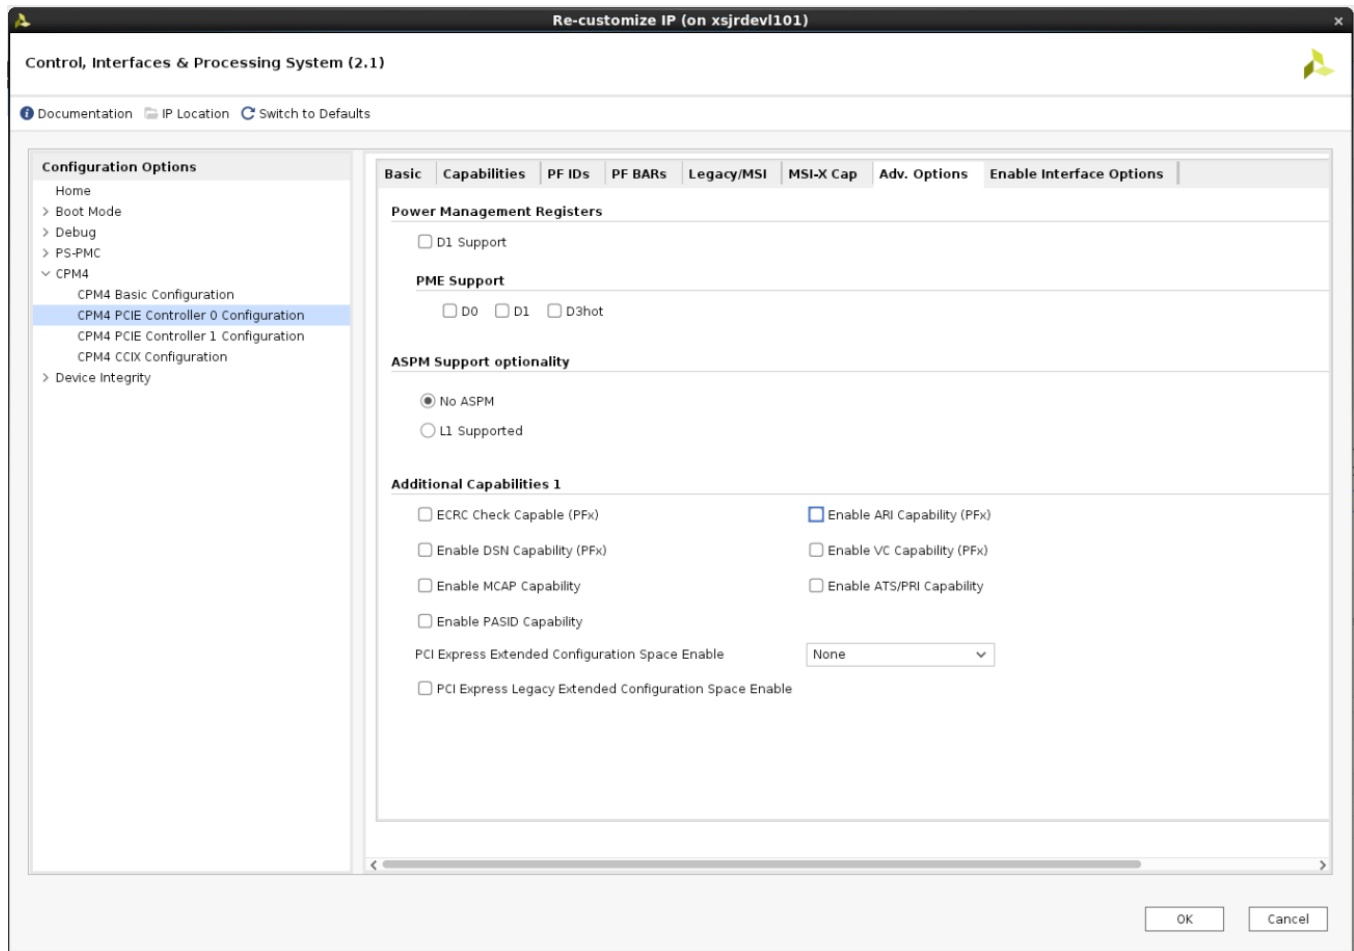 Re-customize IP (on xsjrdevl101)
Control, Interfaces & Processing System (2.1)
Documentation IP Location Switch to Defaults
Configuration Options
Home
Boot Mode
Debug
PS-PMC
CPM4
CPM4 Basic Configuration
CPM4 PCIE Controller 0 Configuration
CPM4 PCIE Controller 1 Configuration
CPM4 CCIX Configuration
Device Integrity
Basic Capabilities PF IDs PF BARs Legacy/MSI MSI-X Cap Adv. Options Enable Interface Options
Power Management Registers
D1 Support
PME Support
D0 D1 D3hot
ASPM Support optionality
No ASPM
L1 Supported
Additional Capabilities 1
ECRC Check Capable (PFx) Enable ARI Capability (PFx)
Enable DSN Capability (PFx) Enable VC Capability (PFx)
Enable MCAP Capability Enable ATS/PRI Capability
Enable PASID Capability
PCI Express Extended Configuration Space Enable None
PCI Express Legacy Extended Configuration Space Enable
OK Cancel